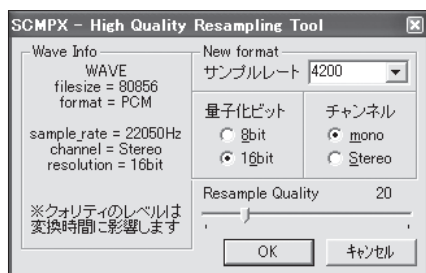 SCMPX - High Quality Resampling Tool
Wave Info
WAVE
filesize = 80856
format = PCM
sample_rate = 22050Hz
channel = Stereo
resolution = 16bit
※クォリティのレベルは
変換時間に影響します
New format
サンプルレート 4200
量子化ビット
8bit
16bit
チャンネル
mono
Stereo
Resample Quality 20
OK キャンセル